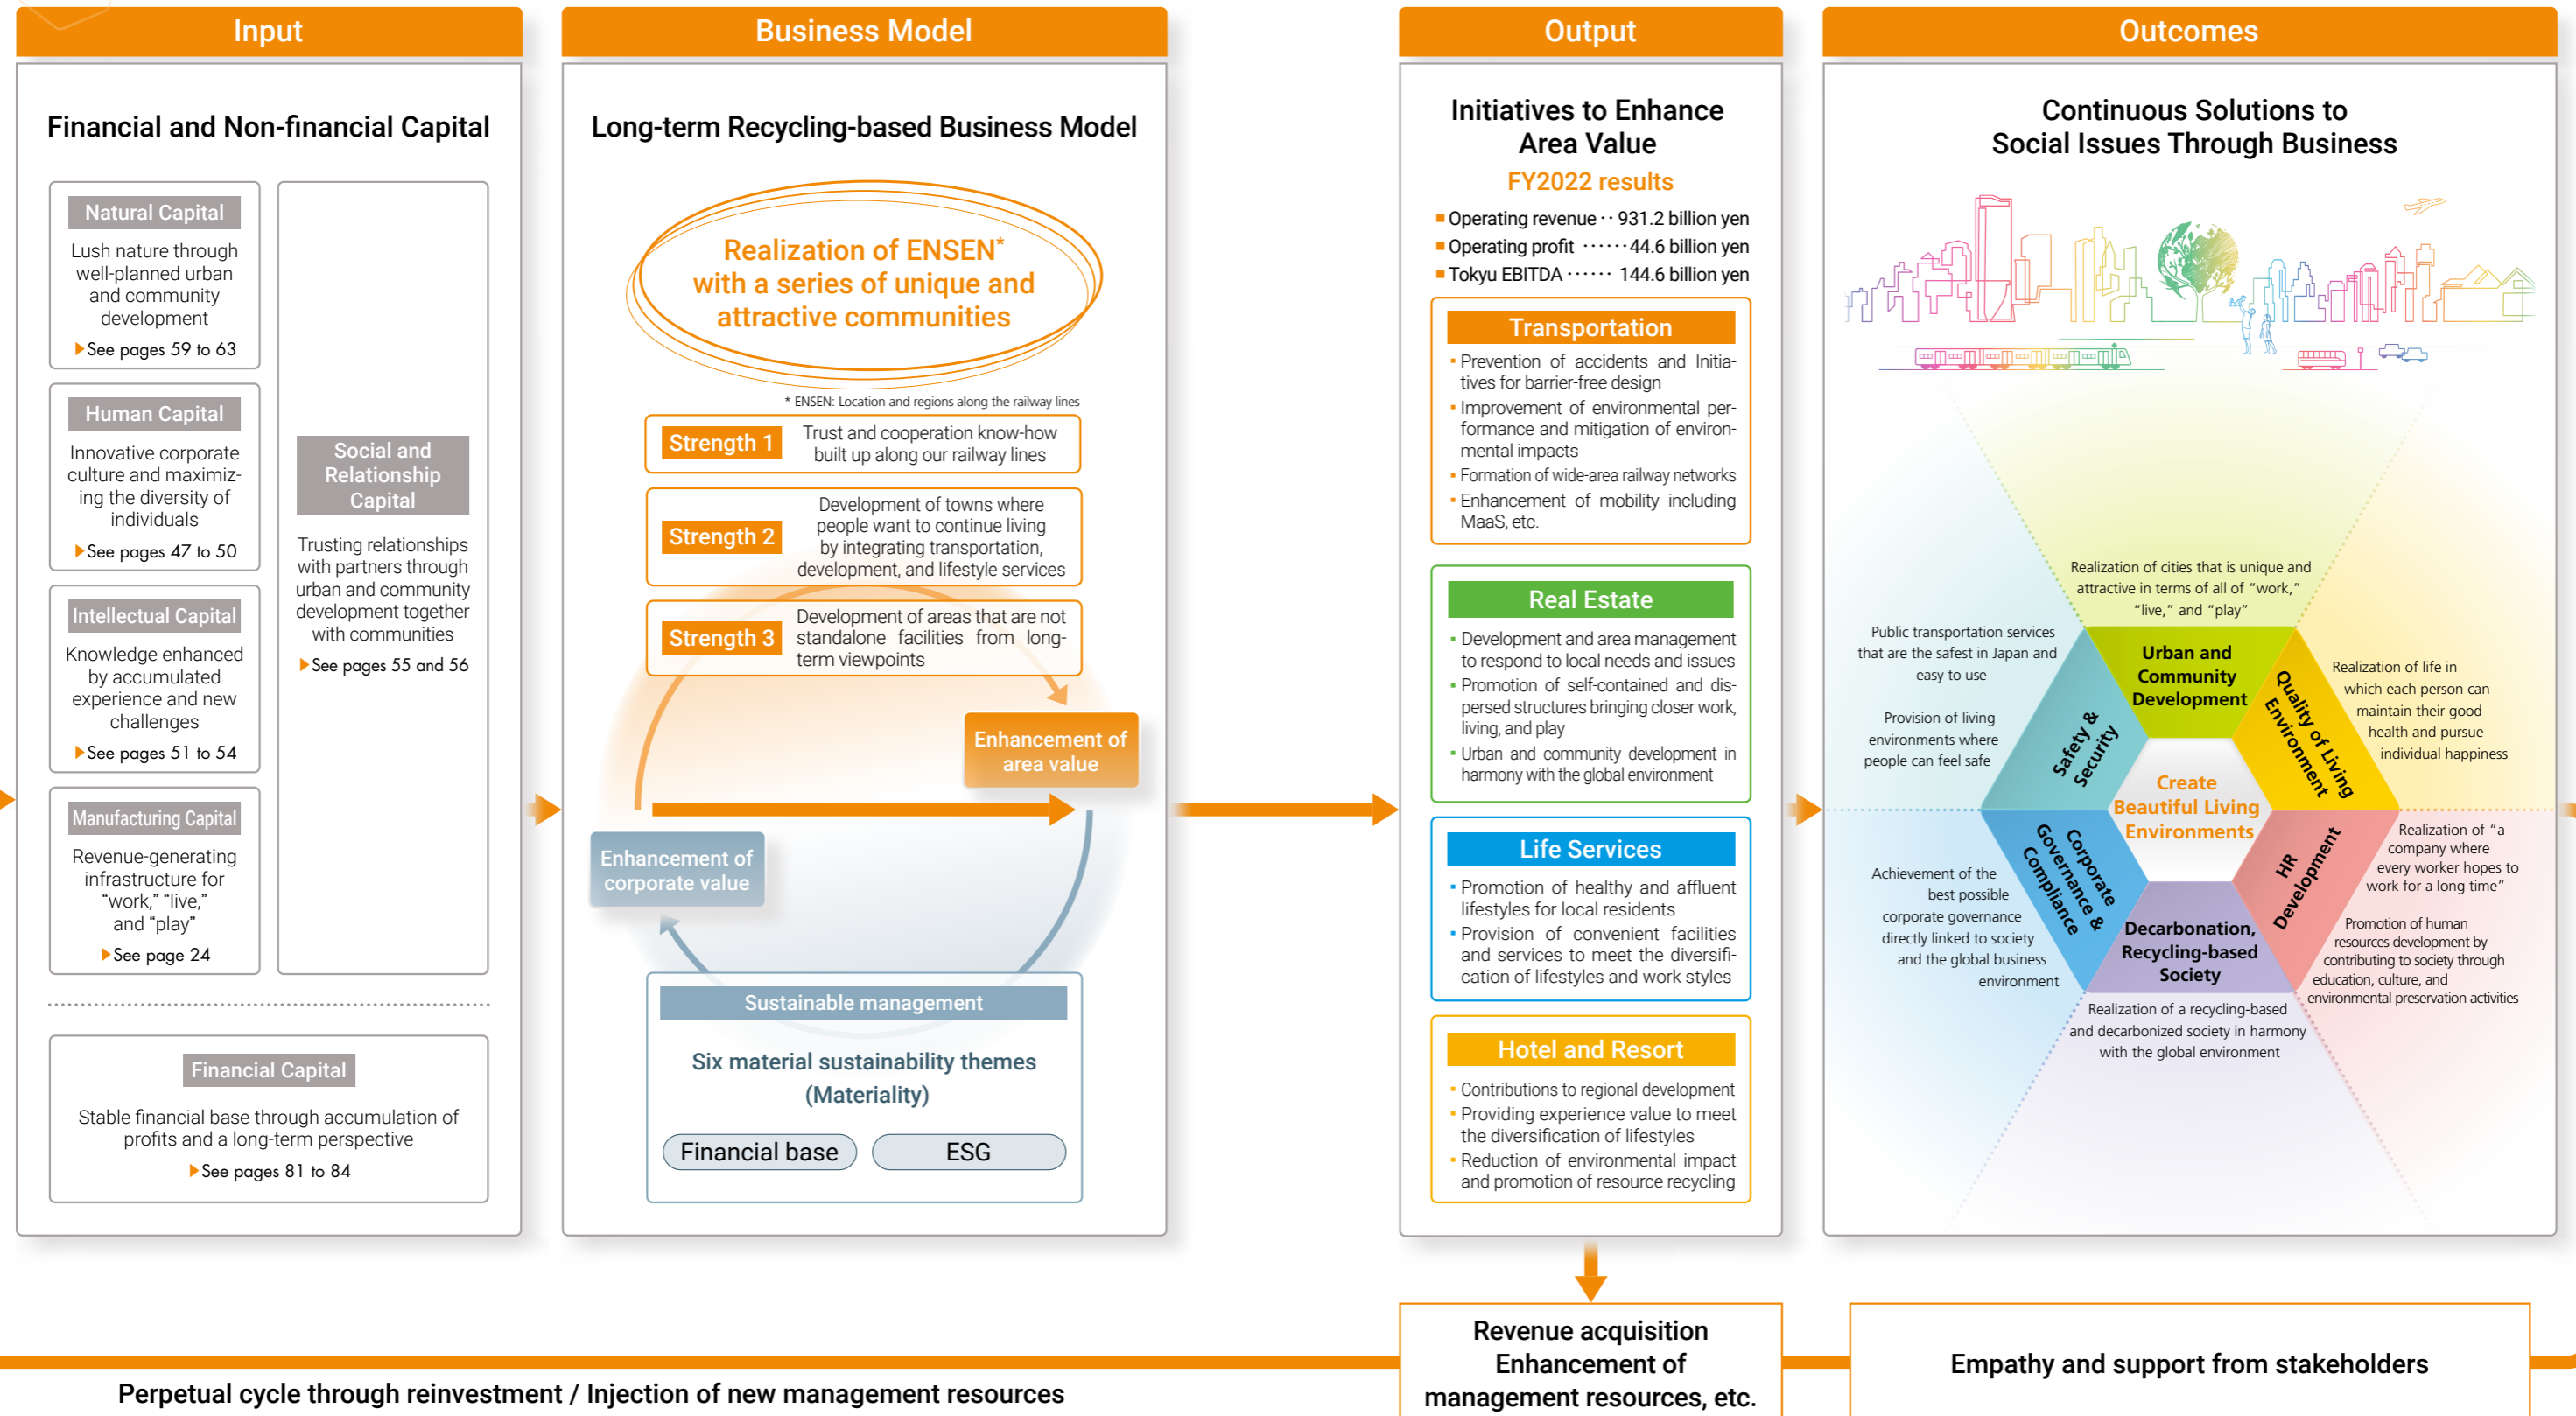 Input
Financial and Non-financial Capital
Natural Capital
Lush nature through
well-planned urban
and community
development
See pages 59 to 63
Human Capital
Innovative corporate
culture and maximiz-
ing the diversity of
individuals
See pages 47 to 50
Intellectual Capital
Knowledge enhanced
by accumulated
experience and new
challenges
See pages 51 to 54
Manufacturing Capital
Revenue-generating
infrastructure for
“work,” “live,”
and “play”
See page 24
Social and
Relationship
Capital
Trusting relationships
with partners through
urban and community
development together
with communities
See pages 55 and 56
Financial Capital
Stable financial base through accumulation of
profits and a long-term perspective
See pages 81 to 84
Business Model
Long-term Recycling-based Business Model
Realization of ENSEN*
with a series of unique and
attractive communities
* ENSEN: Location and regions along the railway lines
Strength 1
Trust and cooperation know-how
built up along our railway lines
Strength 2
Development of towns where
people want to continue living
by integrating transportation,
development, and lifestyle services
Strength 3
Development of areas that are not
standalone facilities from long-
term viewpoints
Enhancement of
area value
Enhancement of
corporate value
Sustainable management
Six material sustainability themes
(Materiality)
Financial base
ESG
Output
Initiatives to Enhance
Area Value
FY2022 results
Operating revenue ·· 931.2 billion yen
Operating profit ······ 44.6 billion yen
Tokyu EBITDA ······ 144.6 billion yen
Transportation
Prevention of accidents and Initia-
tives for barrier-free design
Improvement of environmental per-
formance and mitigation of environ-
mental impacts
Formation of wide-area railway networks
Enhancement of mobility including
MaaS, etc.
Real Estate
Development and area management
to respond to local needs and issues
Promotion of self-contained and dis-
persed structures bringing closer work,
living, and play
Urban and community development in
harmony with the global environment
Life Services
Promotion of healthy and affluent
lifestyles for local residents
Provision of convenient facilities
and services to meet the diversifi-
cation of lifestyles and work styles
Hotel and Resort
Contributions to regional development
Providing experience value to meet
the diversification of lifestyles
Reduction of environmental impact
and promotion of resource recycling
Outcomes
Continuous Solutions to
Social Issues Through Business
Realization of cities that is unique and
attractive in terms of all of “work,”
“live,” and “play”
Urban and
Community
Development
Public transportation services
that are the safest in Japan and
easy to use
Provision of living
environments where
people can feel safe
Safety &
Security
Quality of Living
Environment
Realization of life in
which each person can
maintain their good
health and pursue
individual happiness
Create
Beautiful Living
Environments
Achievement of the
best possible
corporate governance
directly linked to society
and the global business
environment
Corporate
Governance &
Compliance
HR
Development
Realization of “a
company where
every worker hopes to
work for a long time”
Promotion of human
resources development by
contributing to society through
education, culture, and
environmental preservation activities
Decarbonation,
Recycling-based
Society
Realization of a recycling-based
and decarbonized society in harmony
with the global environment
Perpetual cycle through reinvestment / Injection of new management resources
Revenue acquisition
Enhancement of
management resources, etc.
Empathy and support from stakeholders